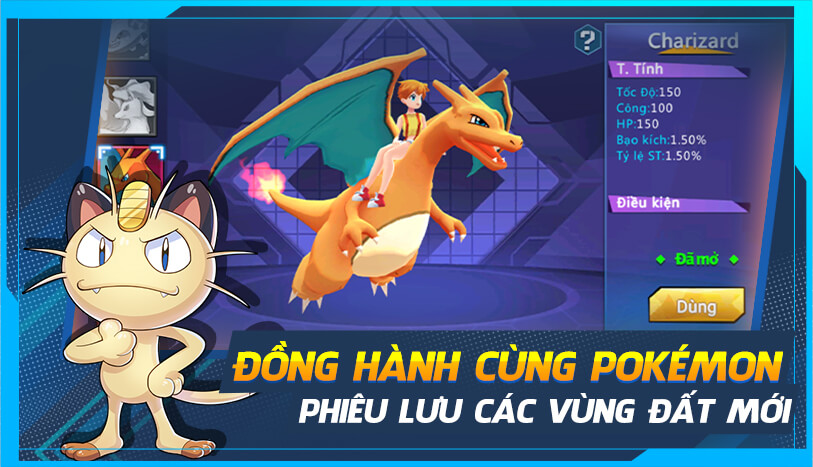 ?
Charizard
T. Tính
Tốc Độ:150
Công:100
HP:150
Bạo kích:1.50%
Tỷ lệ ST:1.50%
Điều kiện
Đã mở
Dùng
ĐỒNG HÀNH CÙNG POKÉMON
PHIÊU LƯU CÁC VÙNG ĐẤT MỚI